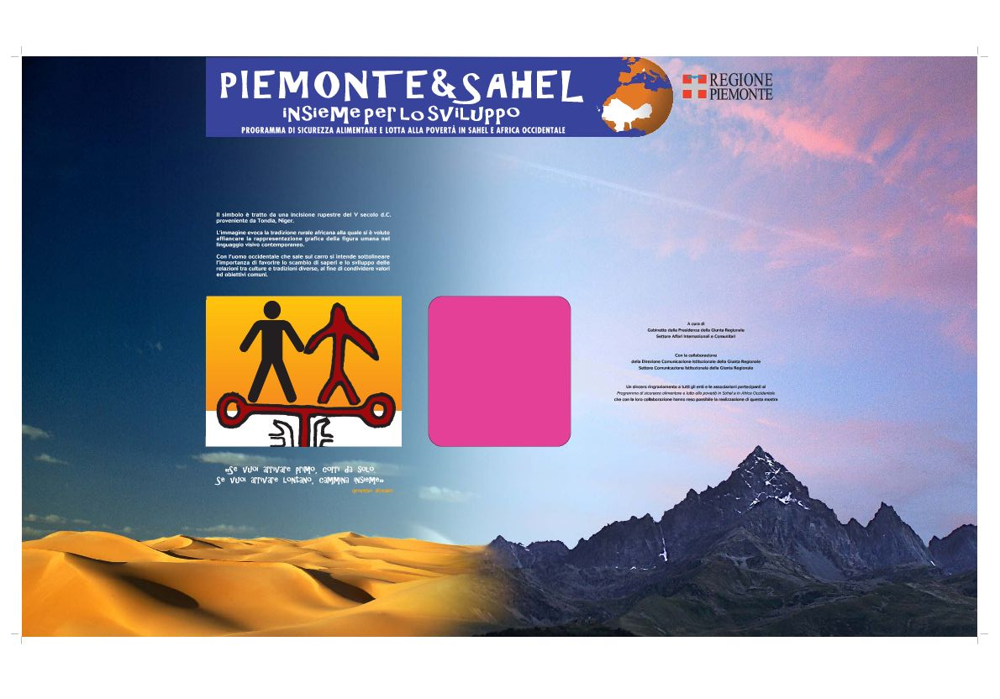 PIEMONTE&SAHEL
INSIEME PER LO SVILUPPO
PROGRAMMA DI SICUREZZA ALIMENTARE E LOTTA ALLA POVERTÀ IN SAHEL E AFRICA OCCIDENTALE
REGIONE
PIEMONTE
Il simbolo è tratto da una incisione rupestre del V secolo d.C.
proveniente da Tondia, Niger.
L'immagine evoca la tradizione rurale africana alla quale si è voluto
affiancare la rappresentazione grafica della figura umana nel
linguaggio visivo contemporaneo.
Con l'uomo occidentale che sale sul carro si intende sottolineare
l'importanza di favorire lo scambio di saperi e lo sviluppo delle
relazioni tra culture e tradizioni diverse, al fine di condividere valori
ed obiettivi comuni.
«Se vuoi arrivare primo, corri da solo.
Se vuoi arrivare lontano, cammina insieme»
proverbio africano
A cura di
Gabinetto della Presidenza della Giunta Regionale
Settore Affari Internazionali e Comunitari
Con la collaborazione
della Direzione Comunicazione Istituzionale della Giunta Regionale
Settore Comunicazione Istituzionale della Giunta Regionale
Un sincero ringraziamento a tutti gli enti e le associazioni partecipanti al
Programma di sicurezza alimentare e lotta alla povertà in Sahel e in Africa Occidentale
che con la loro collaborazione hanno reso possibile la realizzazione di questa mostra